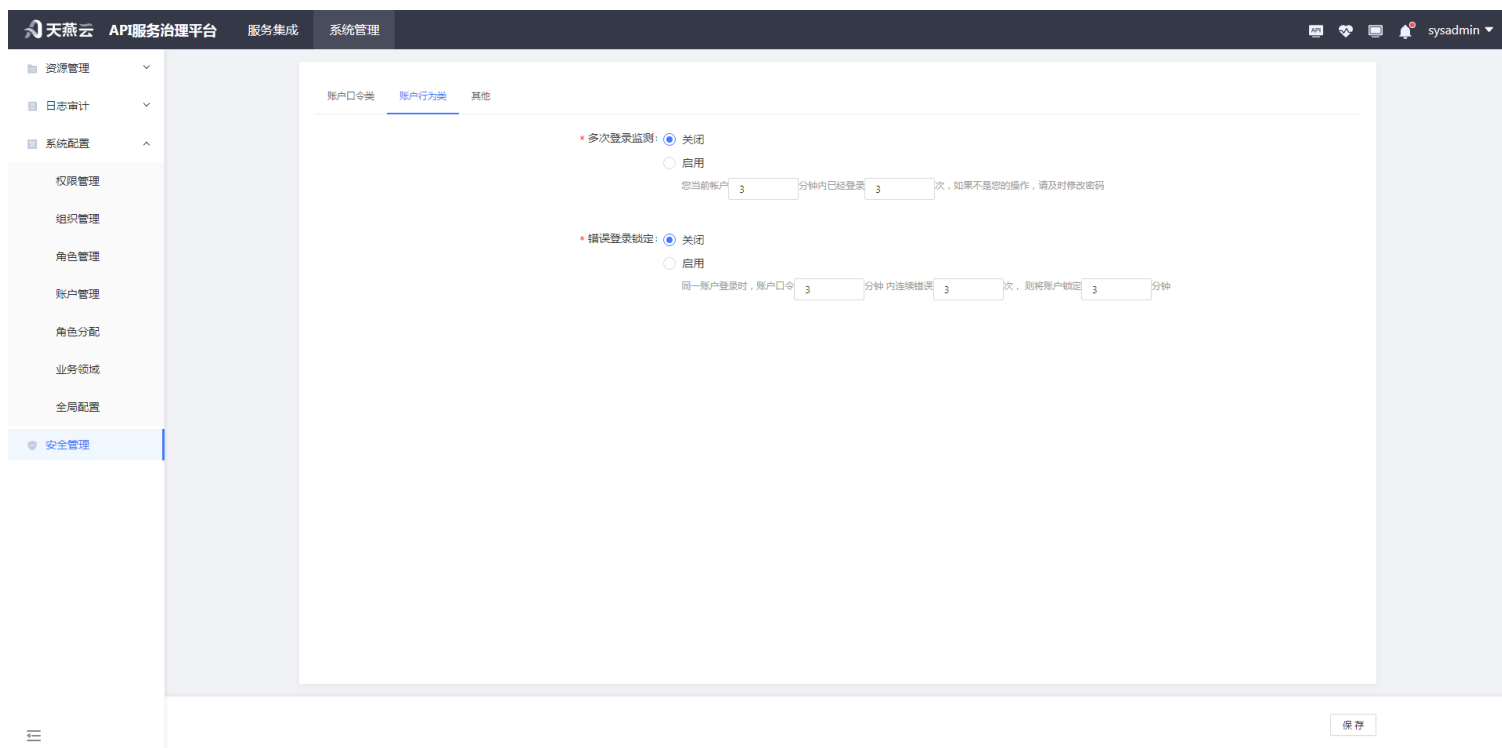 天燕云 API服务治理平台 服务集成 系统管理 API sysadmin
资源管理
日志审计
系统配置
权限管理
组织管理
角色管理
账户管理
角色分配
业务领域
全局配置
安全管理
账户口令类 账户行为类 其他
* 多次登录监测: 关闭
启用
您当前帐户 3 分钟内已经登录 3 次，如果不是您的操作，请及时修改密码
* 错误登录锁定: 关闭
启用
同一账户登录时，账户口令 3 分钟 内连续错误 3 次， 则将账户锁定 3 分钟
保存